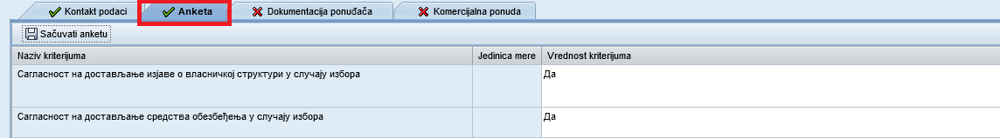 Kontakt podaci Anketa Dokumentacija ponuđača Komercijalna ponuda
Sačuvati anketu
Naziv kriterijuma Jedinica mere Vrednost kriterijuma
Сагласност на достављање изјаве о власничкој структури у случају избора Да
Сагласност на достављање средства обезбеђења у случају избора Да